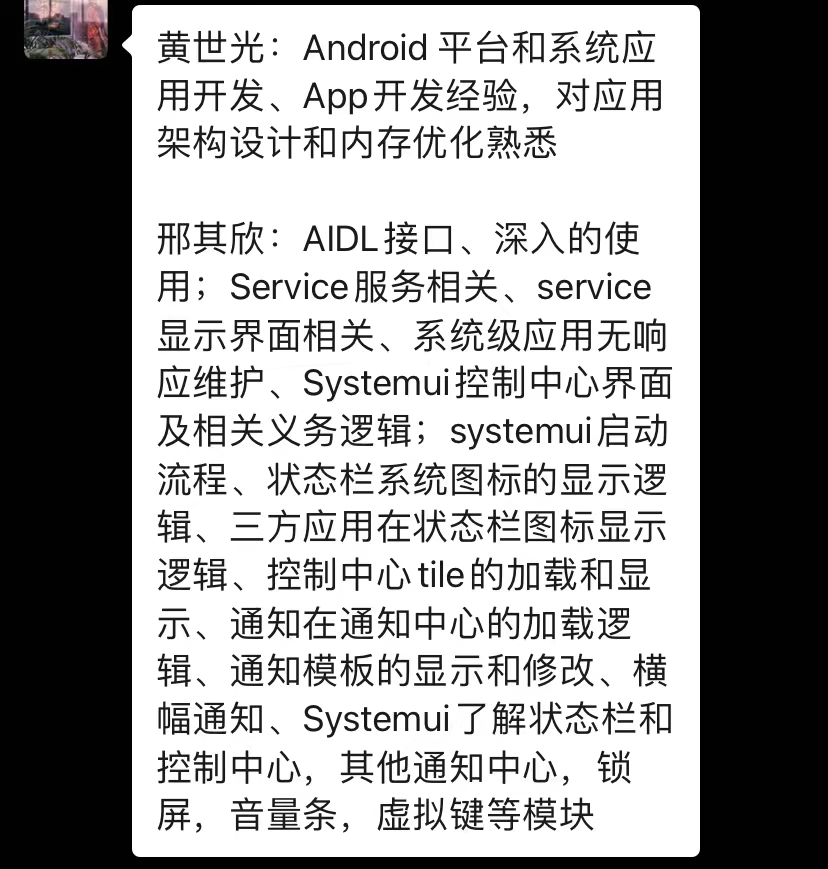 黄世光：Android 平台和系统应
用开发、App开发经验，对应用
架构设计和内存优化熟悉
邢其欣：AIDL接口、深入的使
用；Service服务相关、service
显示界面相关、系统级应用无响
应维护、Systemui控制中心界面
及相关义务逻辑；systemui启动
流程、状态栏系统图标的显示逻
辑、三方应用在状态栏图标显示
逻辑、控制中心tile的加载和显
示、通知在通知中心的加载逻
辑、通知模板的显示和修改、横
幅通知、Systemui了解状态栏和
控制中心，其他通知中心，锁
屏，音量条，虚拟键等模块